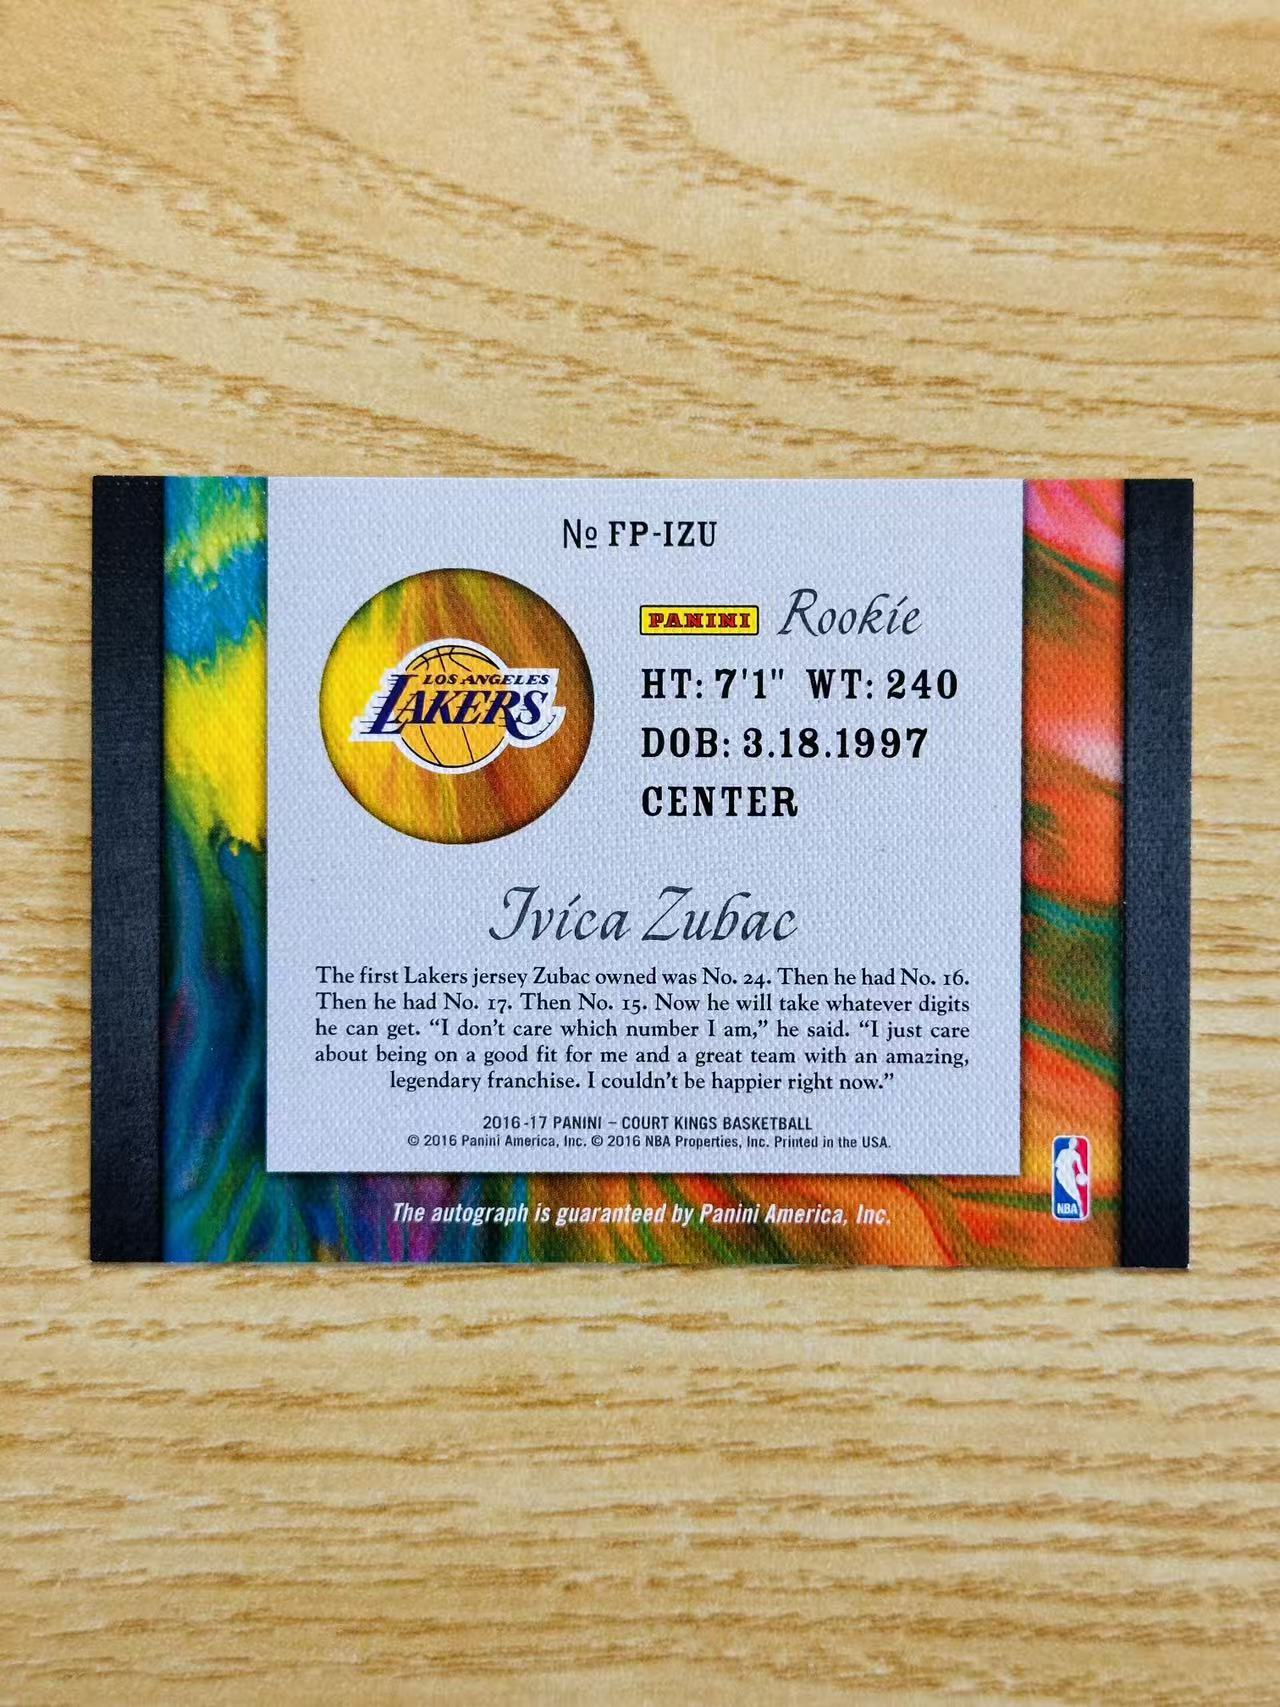 № FP-IZU
PANINI Rookie
LOS ANGELES
LAKERS
HT: 7'1" WT: 240
DOB: 3.18.1997
CENTER
Ivica Zubac
The first Lakers jersey Zubac owned was No. 24. Then he had No. 16.
Then he had No. 17. Then No. 15. Now he will take whatever digits
he can get. “I don’t care which number I am,” he said. “I just care
about being on a good fit for me and a great team with an amazing,
legendary franchise. I couldn’t be happier right now.”
2016-17 PANINI – COURT KINGS BASKETBALL
© 2016 Panini America, Inc. © 2016 NBA Properties, Inc. Printed in the USA.
The autograph is guaranteed by Panini America, Inc.
NBA